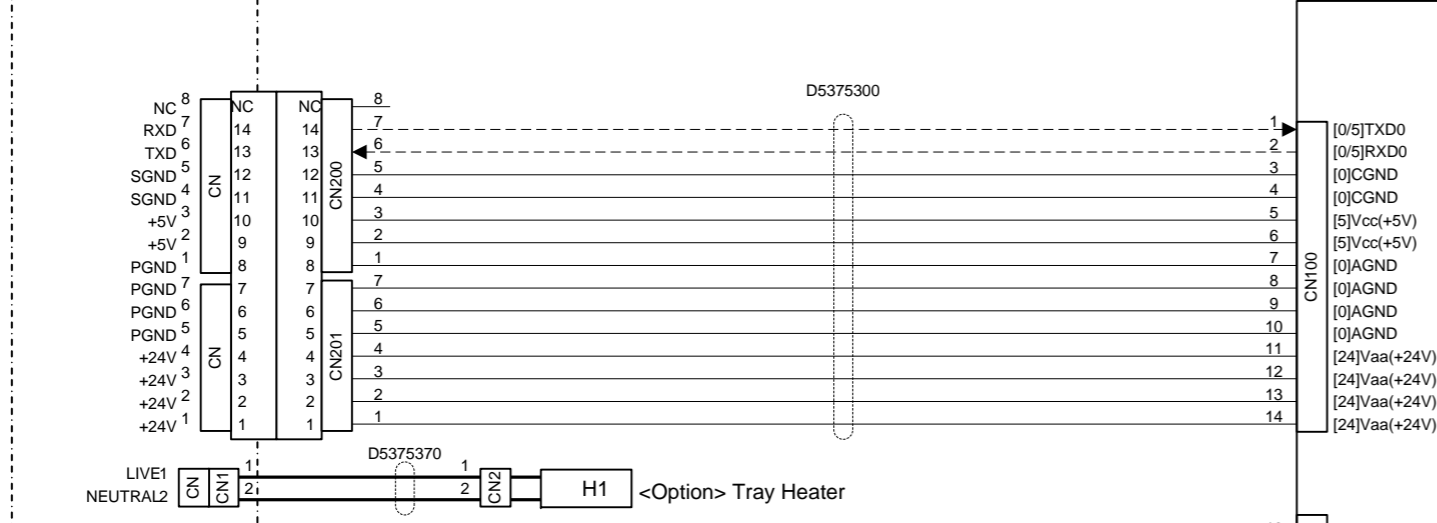 D5375300
NC 8 NC NC 8
RXD 7 14 14 7 1 [0/5]TXD0
TXD 6 13 13 6 2 [0/5]RXD0
SGND 5 12 12 5 3 [0]CGND
SGND 4 11 11 4 4 [0]CGND
+5V 3 10 10 3 5 [5]Vcc(+5V)
+5V 2 9 9 2 6 [5]Vcc(+5V)
PGND 1 8 8 1 7 [0]AGND
CN CN200
PGND 7 7 7 7 8 [0]AGND
PGND 6 6 6 6 9 [0]AGND
PGND 5 5 5 5 10 [0]AGND
+24V 4 4 4 4 11 [24]Vaa(+24V)
+24V 3 3 3 3 12 [24]Vaa(+24V)
+24V 2 2 2 2 13 [24]Vaa(+24V)
+24V 1 1 1 1 14 [24]Vaa(+24V)
CN CN201 CN100
D5375370
LIVE1 1 1
NEUTRAL2 2 2
CN CN1 CN2 H1 <Option> Tray Heater